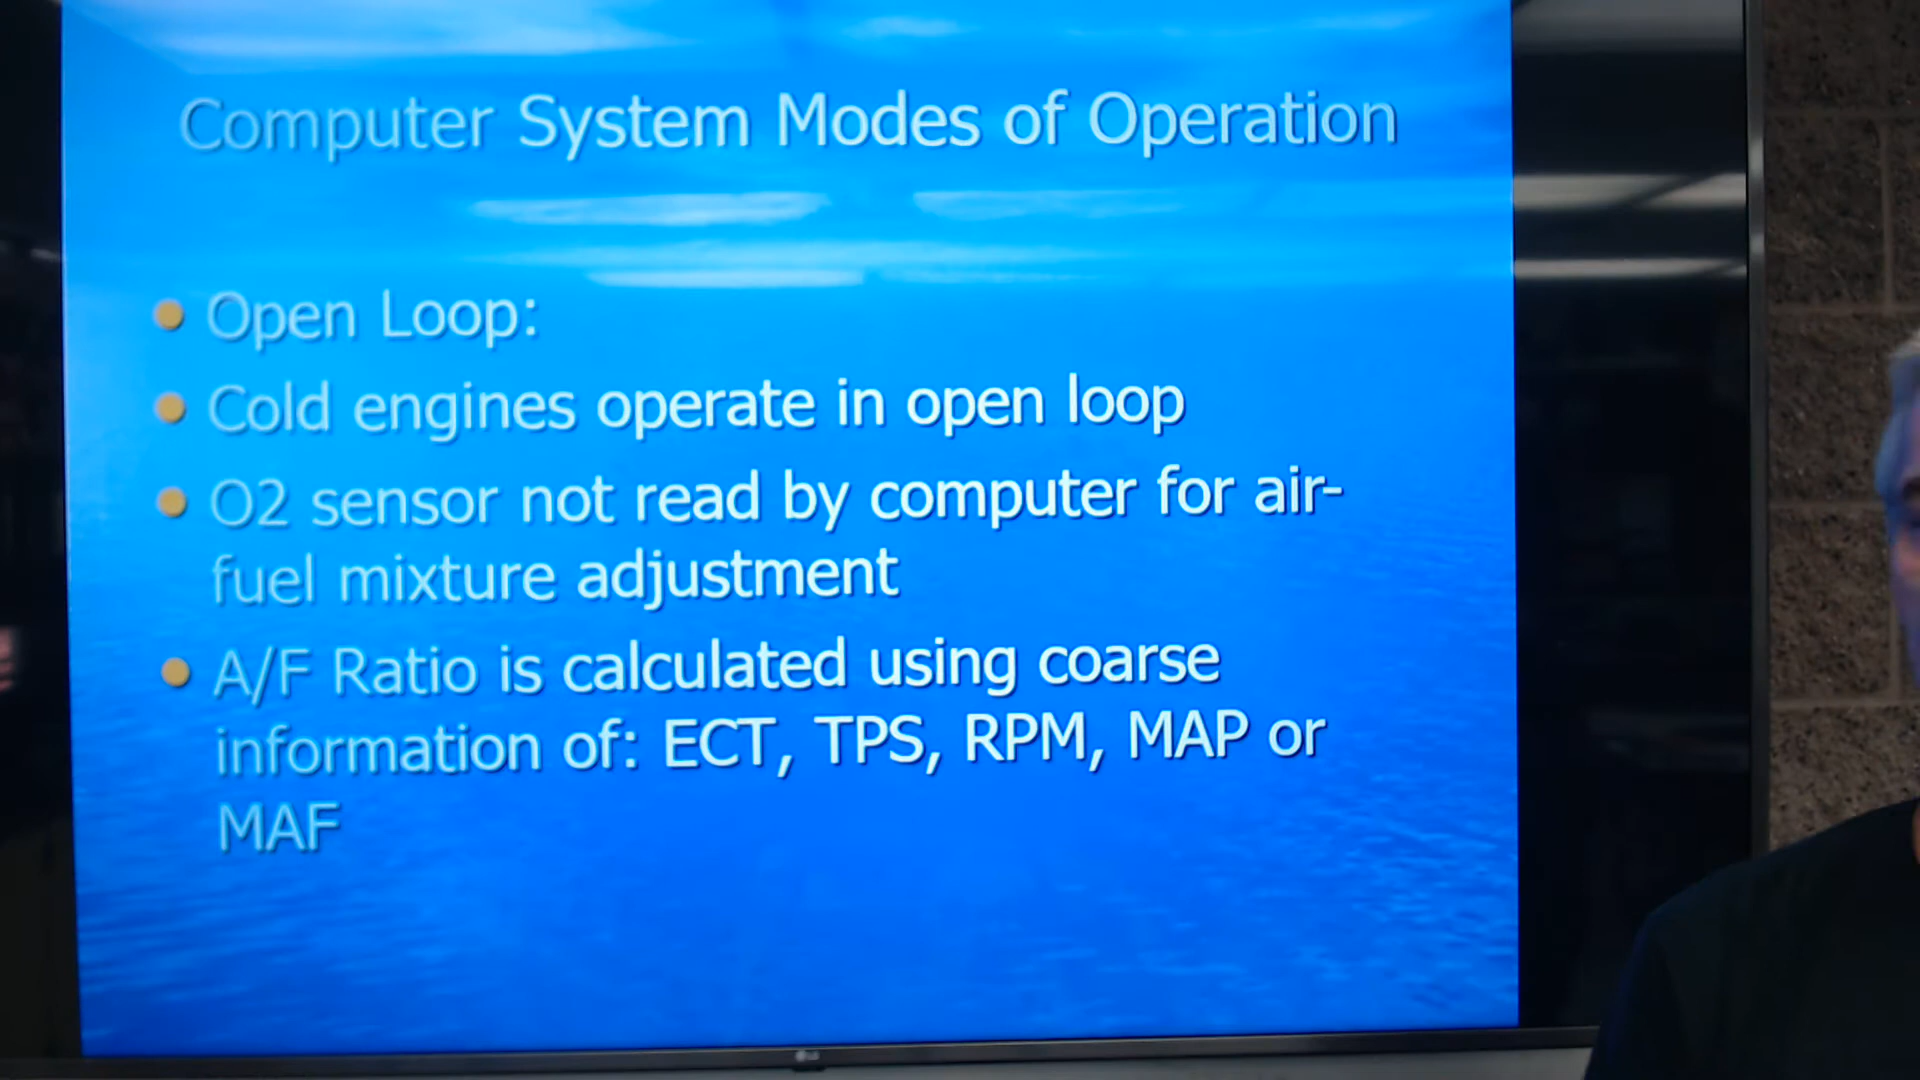 Computer System Modes of Operation
Open Loop:
Cold engines operate in open loop
O2 sensor not read by computer for air-
fuel mixture adjustment
A/F Ratio is calculated using coarse
information of: ECT, TPS, RPM, MAP or
MAF
LG